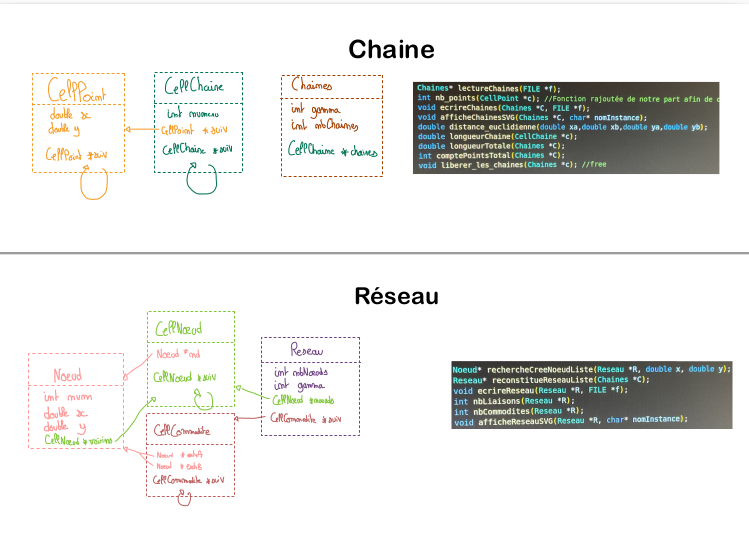 Chaine
CellPoint
double x
double y
CellPoint *suiv
CellChaine
int numero
CellPoint *suiv
CellChaine *suiv
Chaines
int gamma
int nbChaines
CellChaine *chaines
Chaines* lectureChaines(FILE *f);
int nb_points(CellPoint *c); //Fonction rajoutée de notre part afin de
void ecrireChaines(Chaines *C, FILE *f);
void afficheChainesSVG(Chaines *C, char* nomInstance);
double distance_euclidienne(double xa,double xb,double ya,double yb);
double longueurChaine(CellChaine *c);
double longueurTotale(Chaines *C);
int comptePointsTotal(Chaines *C);
void liberer_les_chaines(Chaines *c); //free
Réseau
Noeud
int num
double x
double y
CellNoeud *voisins
CellNoeud
Noeud *nd
CellNoeud *suiv
CellCommodite
Noeud *extrA
Noeud *extrB
CellCommodite *suiv
Reseau
int nbNoeuds
int gamma
CellNoeud *noeuds
CellCommodite *suiv
Noeud* rechercheCreeNoeudListe(Reseau *R, double x, double y);
Reseau* reconstitueReseauListe(Chaines *C);
void ecrireReseau(Reseau *R, FILE *f);
int nbLiaisons(Reseau *R);
int nbCommodites(Reseau *R);
void afficheReseauSVG(Reseau *R, char* nomInstance);